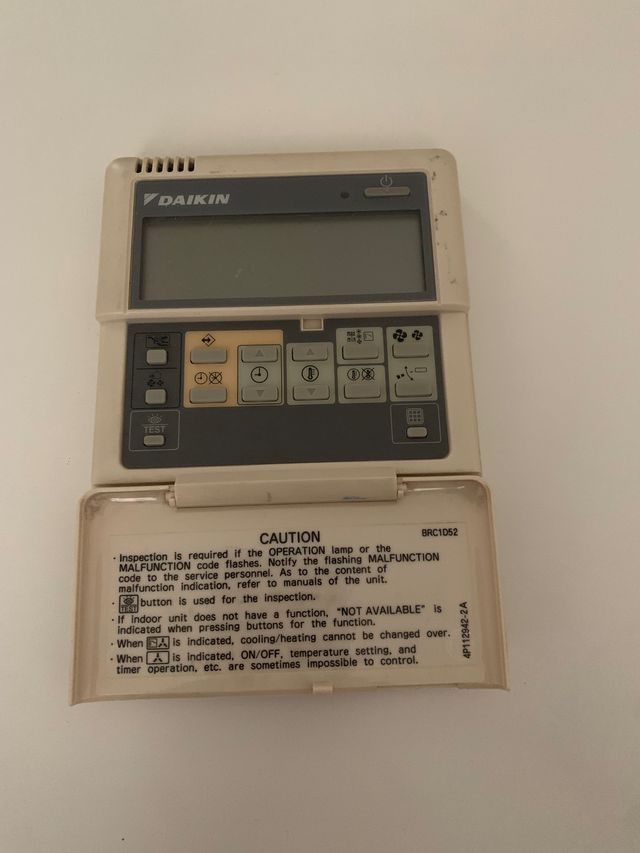 DAIKIN
TEST
CAUTION
BRC1D52
· Inspection is required if the OPERATION lamp or the
MALFUNCTION code flashes. Notify the flashing MALFUNCTION
code to the service personnel. As to the content of
malfunction indication, refer to manuals of the unit.
· TEST button is used for the inspection.
· If indoor unit does not have a function, "NOT AVAILABLE" is
indicated when pressing buttons for the function.
· When is indicated, cooling/heating cannot be changed over.
· When is indicated, ON/OFF, temperature setting, and
timer operation, etc. are sometimes impossible to control.
4P112942-2A